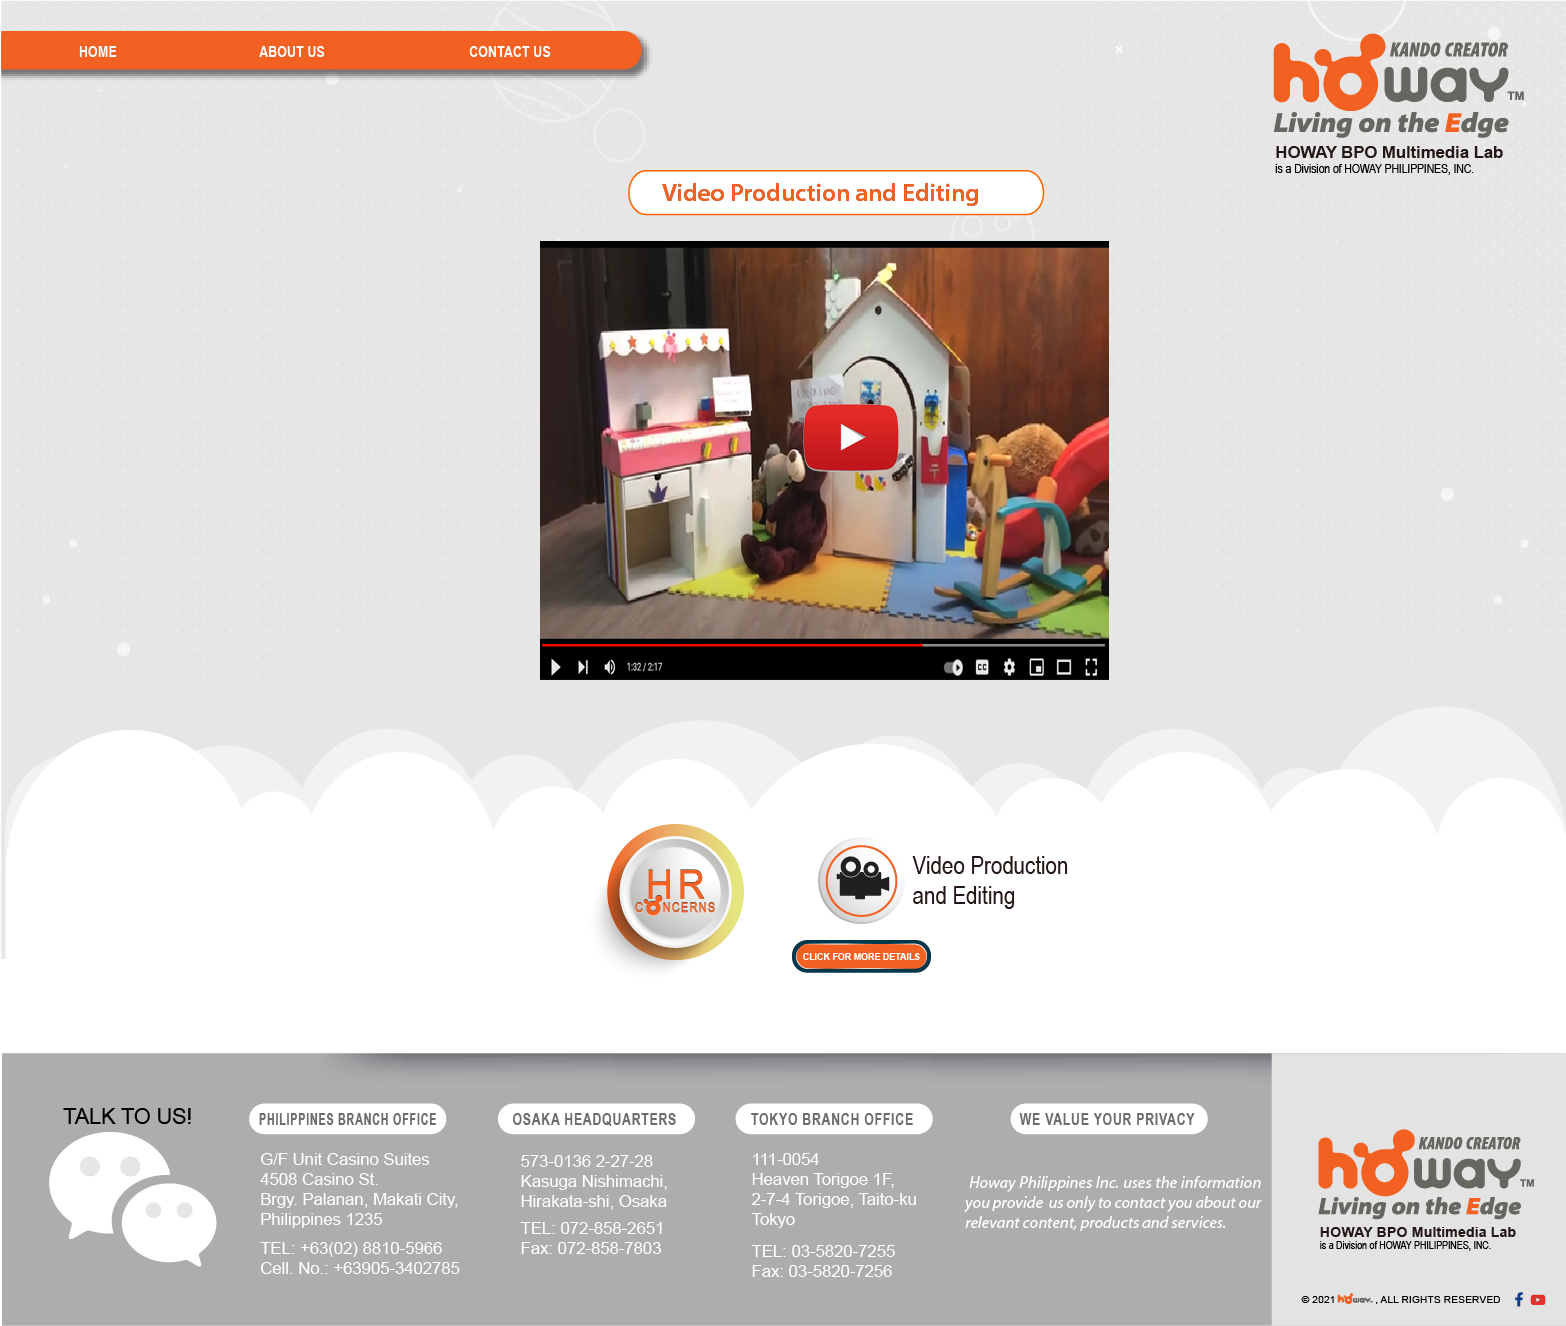 HOME
ABOUT US
CONTACT US
KANDO CREATOR
howay™
Living on the Edge
HOWAY BPO Multimedia Lab
is a Division of HOWAY PHILIPPINES, INC.
Video Production and Editing
1:32 / 2:17
CC
HR
CONCERNS
Video Production
and Editing
CLICK FOR MORE DETAILS
TALK TO US!
PHILIPPINES BRANCH OFFICE
G/F Unit Casino Suites
4508 Casino St.
Brgy. Palanan, Makati City,
Philippines 1235
TEL: +63(02) 8810-5966
Cell. No.: +63905-3402785
OSAKA HEADQUARTERS
573-0136 2-27-28
Kasuga Nishimachi,
Hirakata-shi, Osaka
TEL: 072-858-2651
Fax: 072-858-7803
TOKYO BRANCH OFFICE
111-0054
Heaven Torigoe 1F,
2-7-4 Torigoe, Taito-ku
Tokyo
TEL: 03-5820-7255
Fax: 03-5820-7256
WE VALUE YOUR PRIVACY
Howay Philippines Inc. uses the information
you provide us only to contact you about our
relevant content, products and services.
KANDO CREATOR
howay™
Living on the Edge
HOWAY BPO Multimedia Lab
is a Division of HOWAY PHILIPPINES, INC.
© 2021 howay. , ALL RIGHTS RESERVED